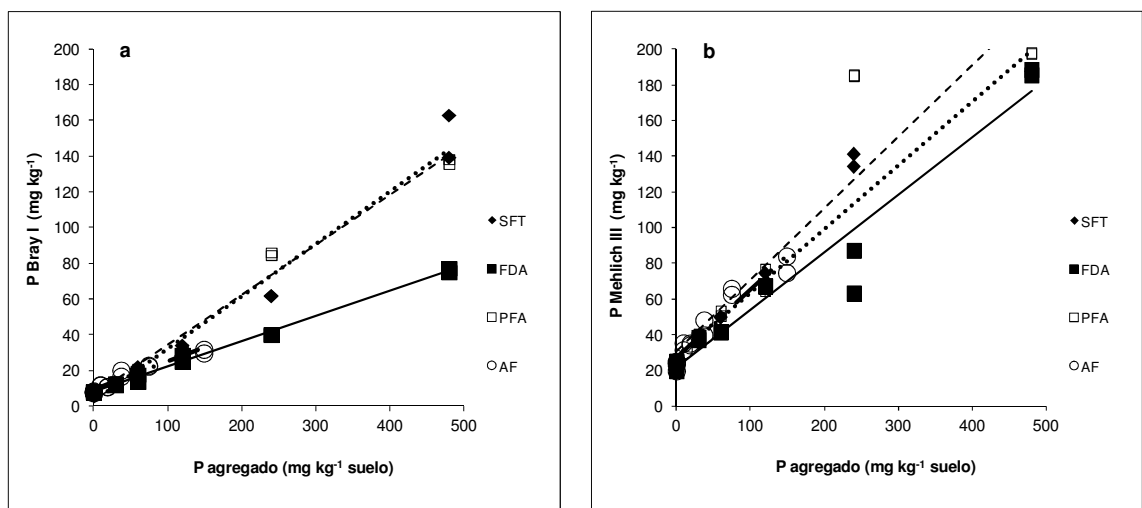 a
200
180
160
140
120
100
80
60
40
20
0
P Bray I (mg kg⁻¹)
0 100 200 300 400 500
P agregado (mg kg⁻¹ suelo)
SFT
FDA
PFA
AF
b
200
180
160
140
120
100
80
60
40
20
0
P Mehlich III (mg kg⁻¹)
0 100 200 300 400 500
P agregado (mg kg⁻¹ suelo)
SFT
FDA
PFA
AF